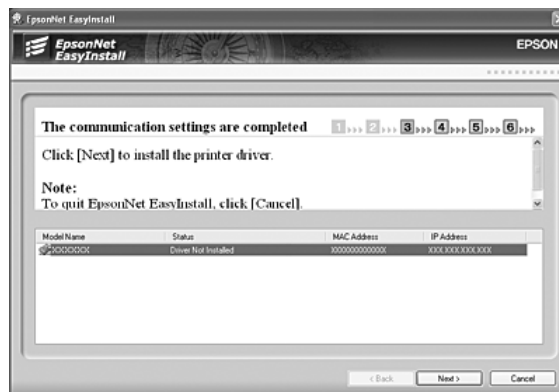 EpsonNet EasyInstall
EpsonNet
EasyInstall
EPSON
The communication settings are completed
1 2 3 4 5 6
Click [Next] to install the printer driver.
Note:
To quit EpsonNet EasyInstall, click [Cancel].
Model Name Status MAC Address IP Address
XXXXXXX Driver Not Installed XXXXXXXXXXXX XXX.XXX.XXX.XXX
< Back Next > Cancel